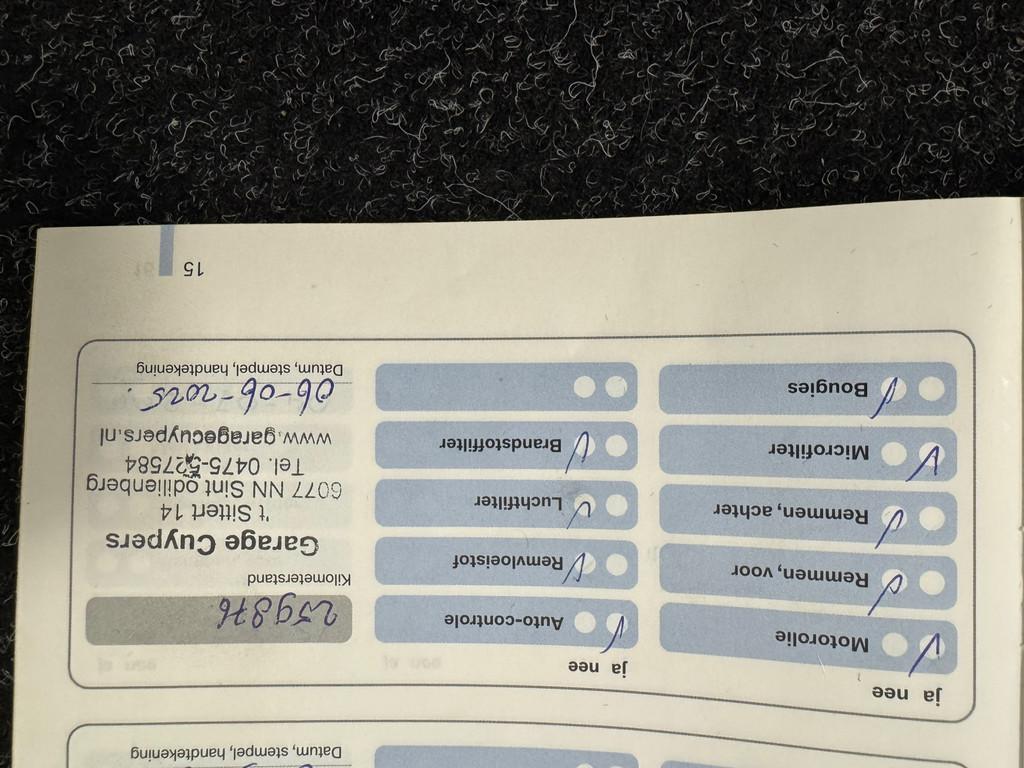 Datum, stempel, handtekening
ja nee
Motorolie
Remmen, voor
Remmen, achter
Microfilter
Bougies
ja nee
Auto-controle
Remvloeistof
Luchtfilter
Brandstoffilter
259876
Kilometerstand
Garage Cuypers
't Sittert 14
6077 NN Sint odilienberg
Tel. 0475-527584
www.garagecuypers.nl
06-06-2025
Datum, stempel, handtekening
15